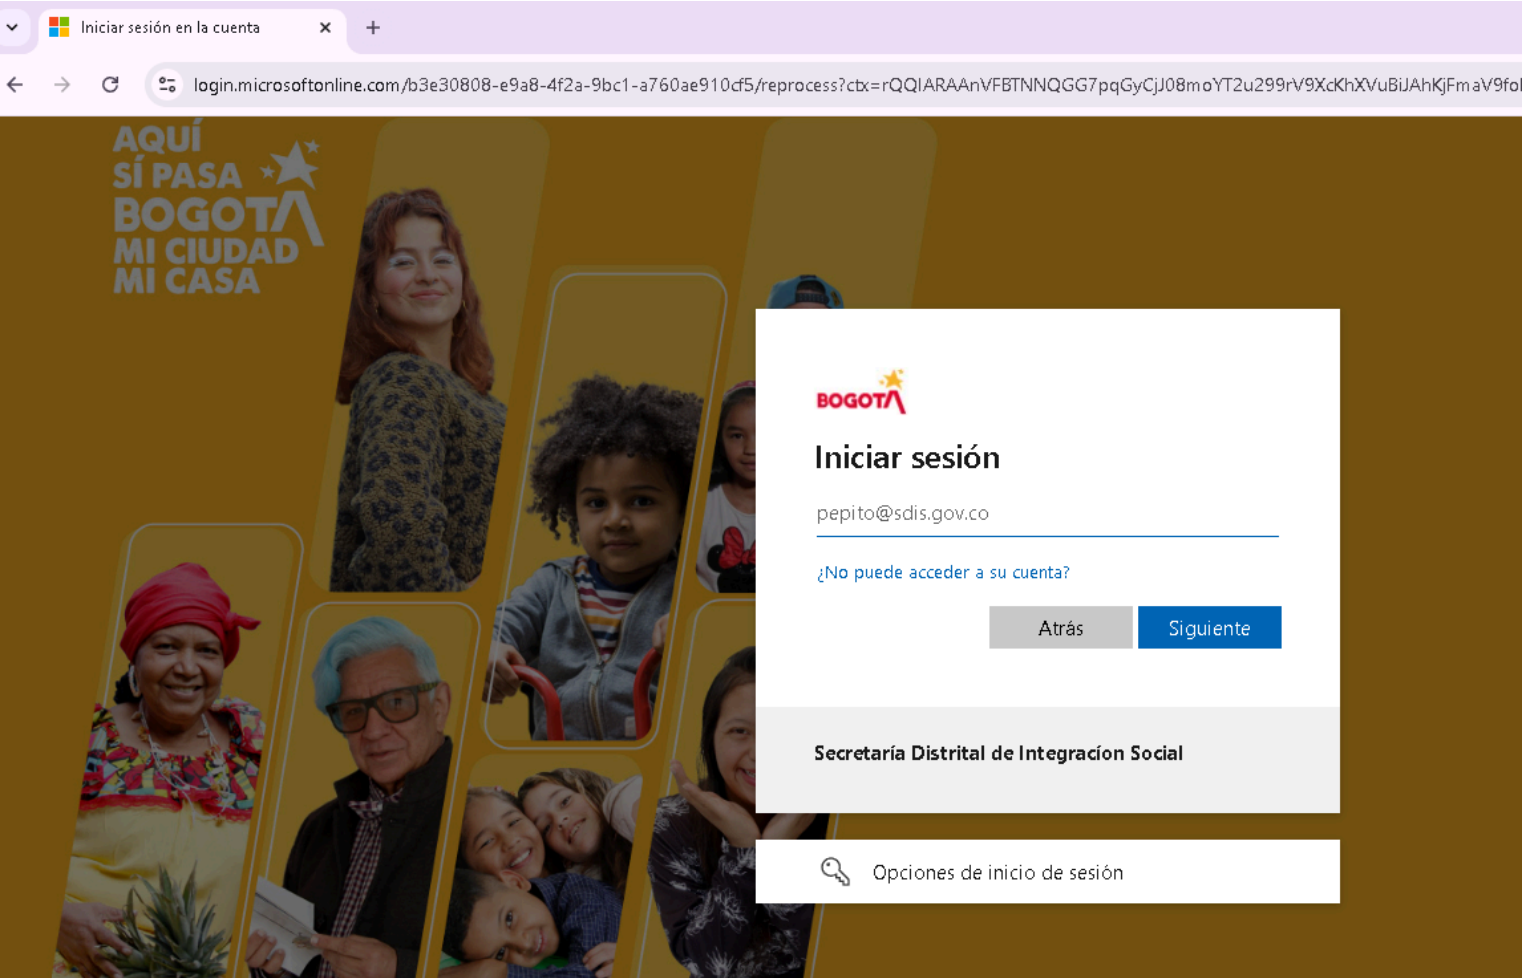 Iniciar sesión en la cuenta
login.microsoftonline.com/b3e30808-e9a8-4f2a-9bc1-a760ae910cf5/reprocess?ctx=rQQIARAAnVFBTNNQGG7pqGyCjJ08moYT2u299rV9XcKhXVuBiJAhKjFmaV9fol
AQUÍ
SÍ PASA
BOGOTÁ
MI CIUDAD
MI CASA
BOGOTÁ
Iniciar sesión
pepito@sdis.gov.co
¿No puede acceder a su cuenta?
Atrás
Siguiente
Secretaría Distrital de Integracíon Social
Opciones de inicio de sesión